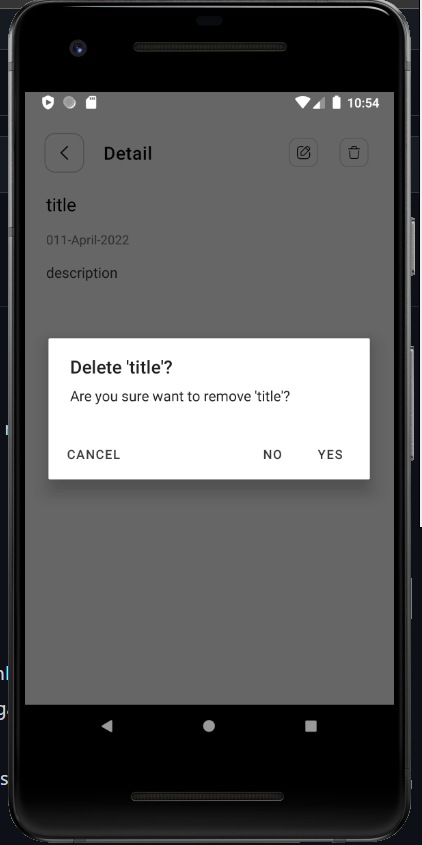 10:54
Detail
title
011-April-2022
description
Delete 'title'?
Are you sure want to remove 'title'?
CANCEL NO YES